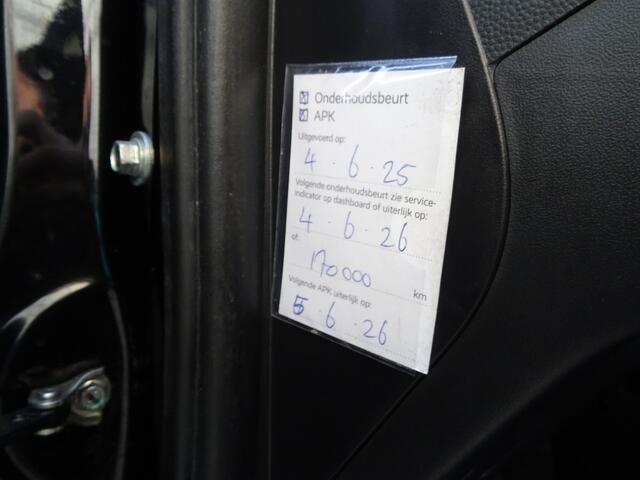 Onderhoudsbeurt
APK
Uitgevoerd op:
4 · 6 · 25
Volgende onderhoudsbeurt zie service-
indicator op dashboard of uiterlijk op:
4 · 6 · 26
of:
170000 km
Volgende APK uiterlijk op:
5 · 6 · 26